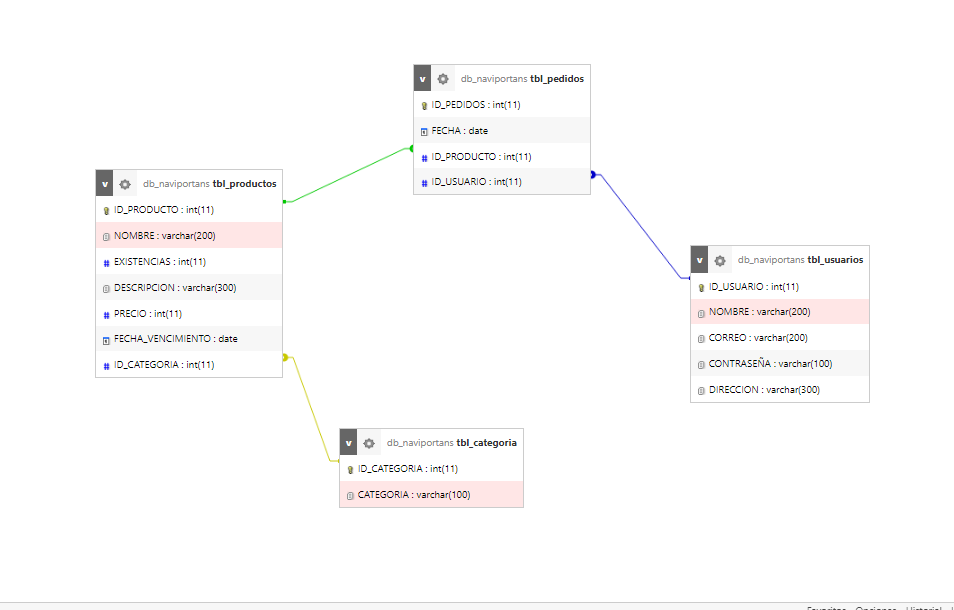 v db_naviportans tbl_pedidos
ID_PEDIDOS : int(11)
FECHA : date
ID_PRODUCTO : int(11)
ID_USUARIO : int(11)
v db_naviportans tbl_productos
ID_PRODUCTO : int(11)
NOMBRE : varchar(200)
EXISTENCIAS : int(11)
DESCRIPCION : varchar(300)
PRECIO : int(11)
FECHA_VENCIMIENTO : date
ID_CATEGORIA : int(11)
v db_naviportans tbl_usuarios
ID_USUARIO : int(11)
NOMBRE : varchar(200)
CORREO : varchar(200)
CONTRASEÑA : varchar(100)
DIRECCION : varchar(300)
v db_naviportans tbl_categoria
ID_CATEGORIA : int(11)
CATEGORIA : varchar(100)
Favoritos Opciones Historial